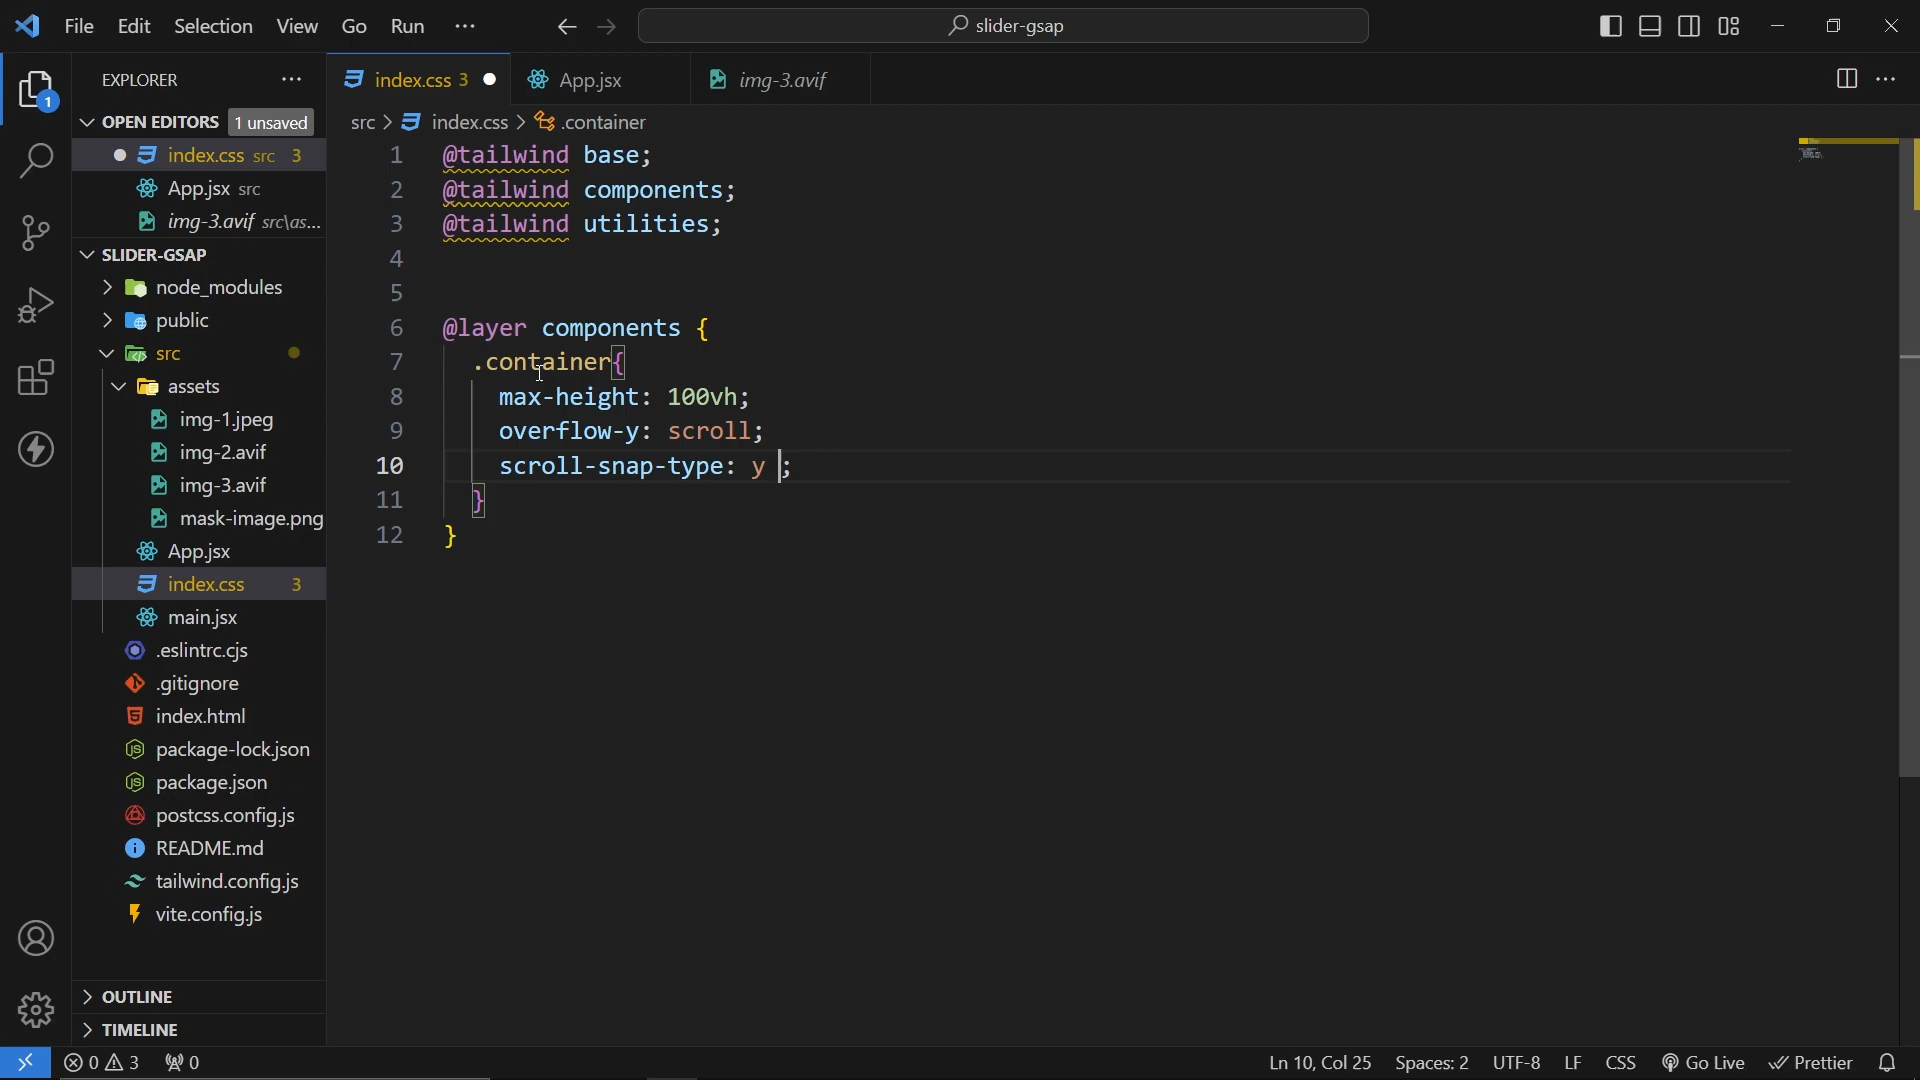 File Edit Selection View Go Run ··· slider-gsap
EXPLORER ···
1
OPEN EDITORS 1 unsaved
index.css src 3
App.jsx src
img-3.avif src\as...
SLIDER-GSAP
node_modules
public
src
assets
img-1.jpeg
img-2.avif
img-3.avif
mask-image.png
App.jsx
index.css 3
main.jsx
.eslintrc.cjs
.gitignore
index.html
package-lock.json
package.json
postcss.config.js
README.md
tailwind.config.js
vite.config.js
OUTLINE
TIMELINE
index.css 3 App.jsx img-3.avif
src > index.css > .container
1 @tailwind base;
2 @tailwind components;
3 @tailwind utilities;
4
5
6 @layer components {
7 .container{
8 max-height: 100vh;
9 overflow-y: scroll;
10 scroll-snap-type: y ;
11 }
12 }
0 3 0 Ln 10, Col 25 Spaces: 2 UTF-8 LF CSS Go Live Prettier